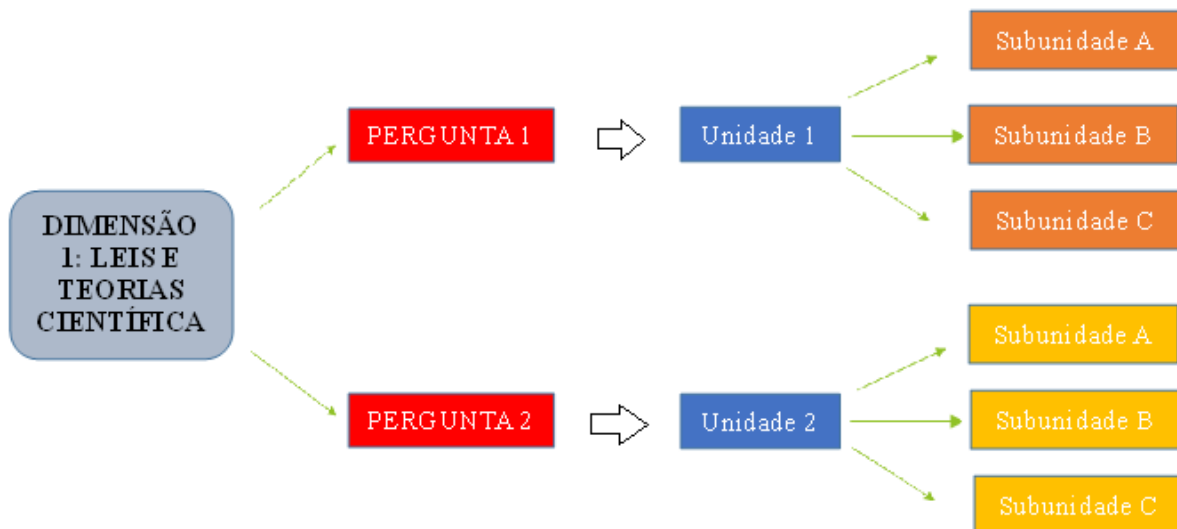 DIMENSÃO
1: LEIS E
TEORIAS
CIENTÍFICA
PERGUNTA 1
Unidade 1
Subunidade A
Subunidade B
Subunidade C
PERGUNTA 2
Unidade 2
Subunidade A
Subunidade B
Subunidade C